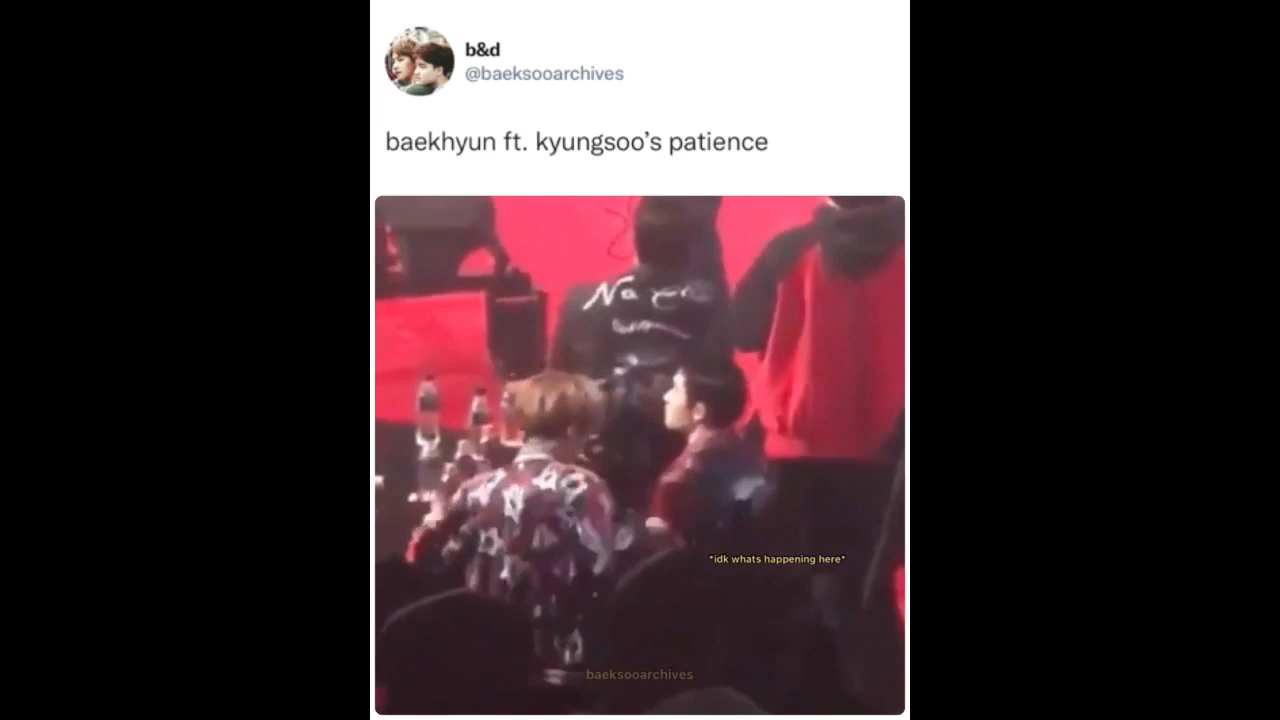 b&d
@baeksooarchives
baekhyun ft. kyungsoo’s patience
*idk whats happening here*
baeksooarchives